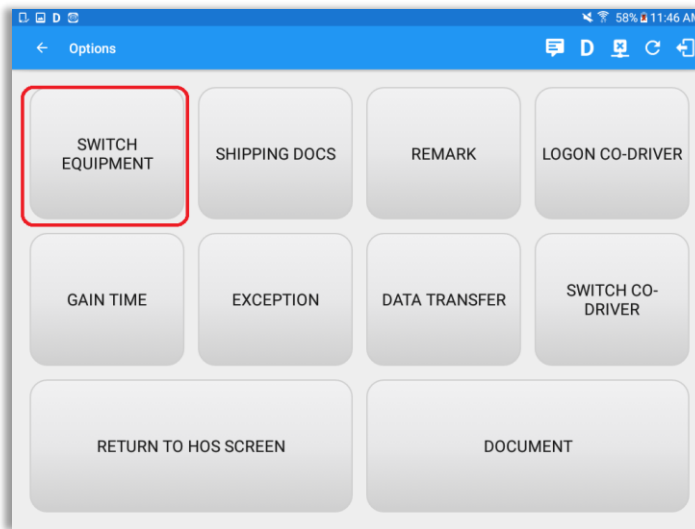 D 58% 11:46 AM
Options D
SWITCH
EQUIPMENT
SHIPPING DOCS
REMARK
LOGON CO-DRIVER
GAIN TIME
EXCEPTION
DATA TRANSFER
SWITCH CO-
DRIVER
RETURN TO HOS SCREEN
DOCUMENT